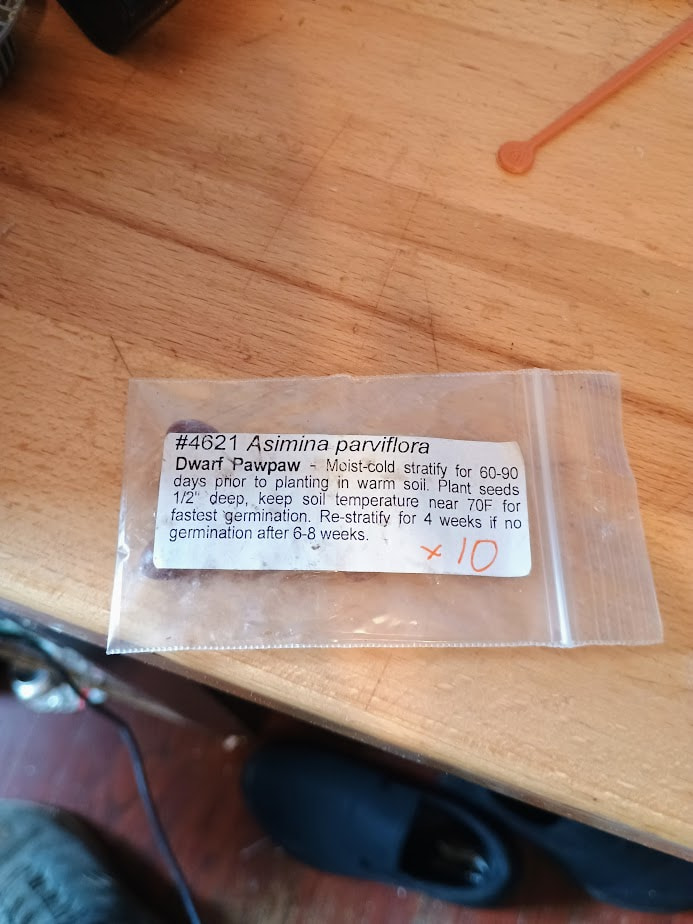 #4621 Asimina parviflora
Dwarf Pawpaw - Moist-cold stratify for 60-90
days prior to planting in warm soil. Plant seeds
1/2" deep, keep soil temperature near 70F for
fastest germination. Re-stratify for 4 weeks if no
germination after 6-8 weeks.
x 10